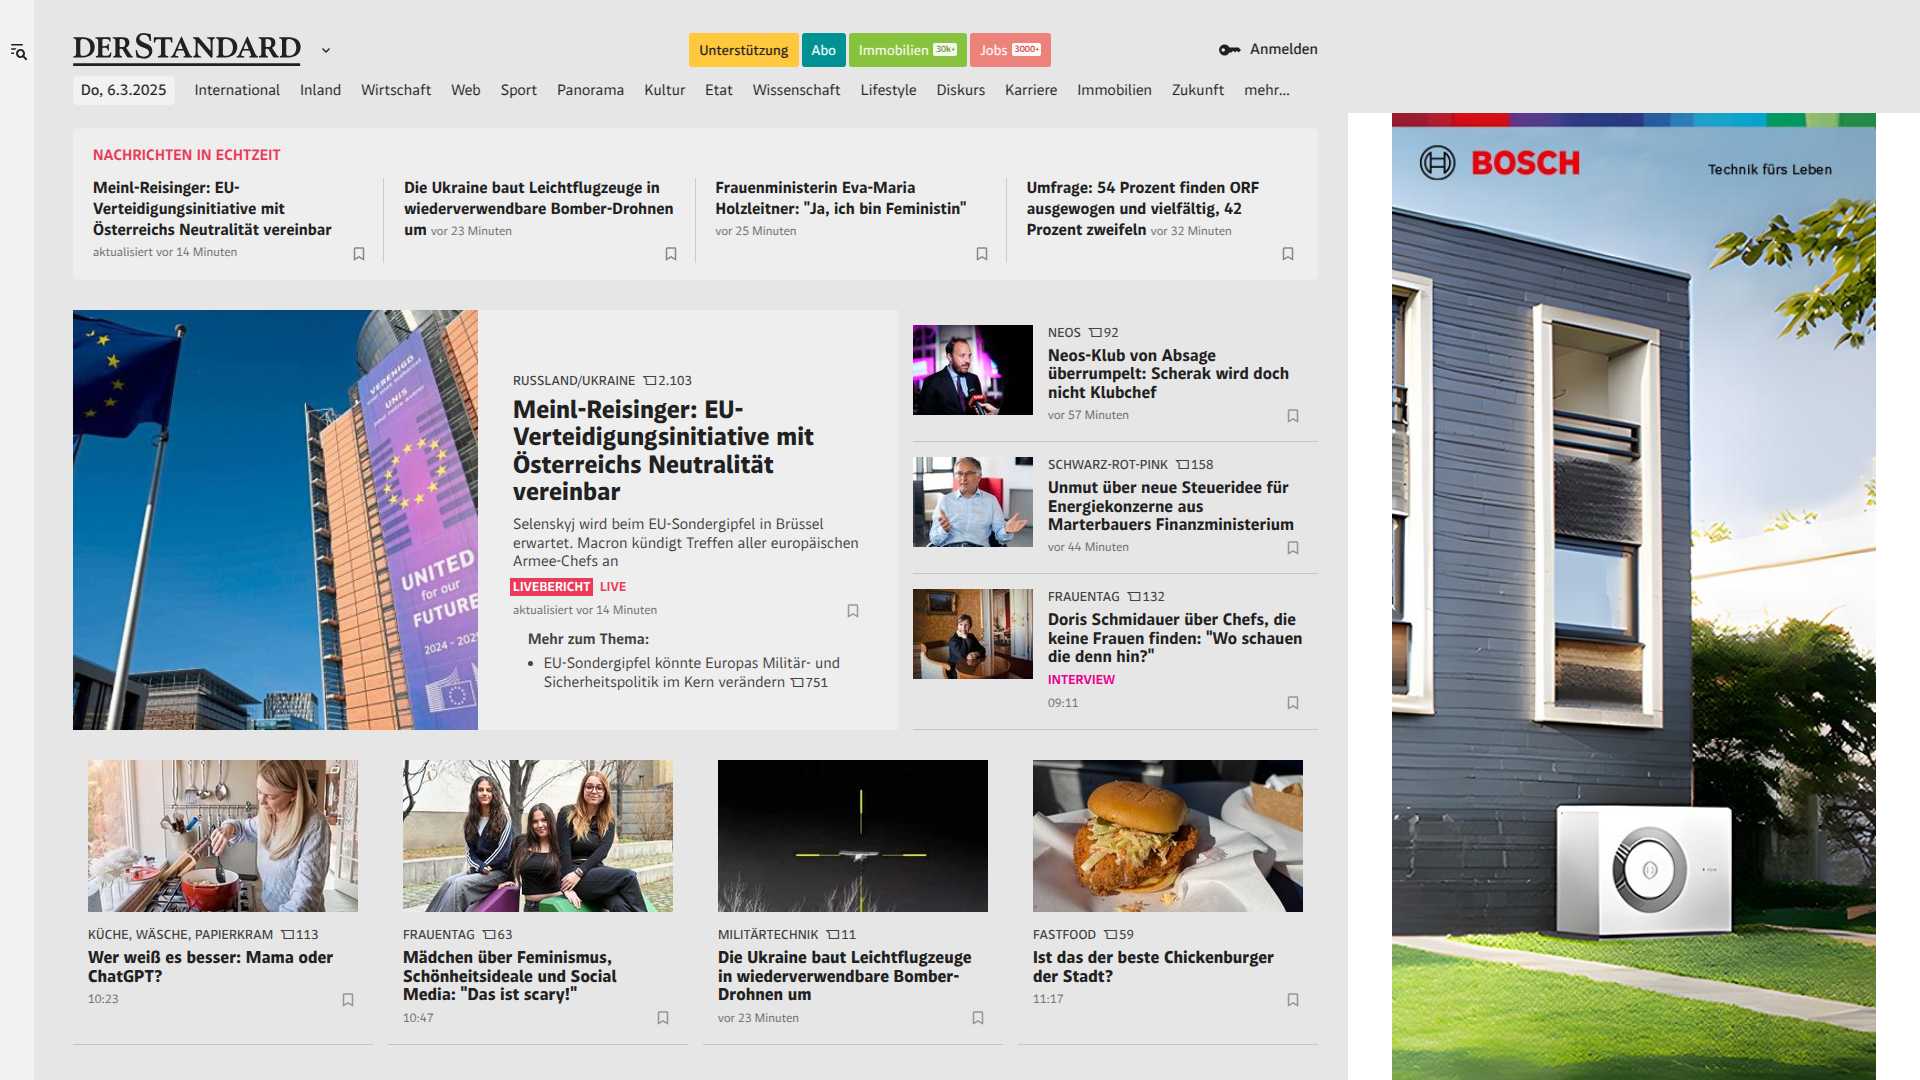 DERSTANDARD
Unterstützung
Abo
Immobilien 30k+
Jobs 3000+
Anmelden
Do, 6.3.2025
International
Inland
Wirtschaft
Web
Sport
Panorama
Kultur
Etat
Wissenschaft
Lifestyle
Diskurs
Karriere
Immobilien
Zukunft
mehr...
NACHRICHTEN IN ECHTZEIT
Meinl-Reisinger: EU-
Verteidigungsinitiative mit
Österreichs Neutralität vereinbar
aktualisiert vor 14 Minuten
Die Ukraine baut Leichtflugzeuge in
wiederverwendbare Bomber-Drohnen
um vor 23 Minuten
Frauenministerin Eva-Maria
Holzleitner: "Ja, ich bin Feministin"
vor 25 Minuten
Umfrage: 54 Prozent finden ORF
ausgewogen und vielfältig, 42
Prozent zweifeln vor 32 Minuten
VERENIGD
UNIS
UNITED
for our
FUTURE
2024 - 2029
RUSSLAND/UKRAINE 2.103
Meinl-Reisinger: EU-
Verteidigungsinitiative mit
Österreichs Neutralität
vereinbar
Selenskyj wird beim EU-Sondergipfel in Brüssel
erwartet. Macron kündigt Treffen aller europäischen
Armee-Chefs an
LIVEBERICHT LIVE
aktualisiert vor 14 Minuten
Mehr zum Thema:
• EU-Sondergipfel könnte Europas Militär- und
Sicherheitspolitik im Kern verändern 751
NEOS 92
Neos-Klub von Absage
überrumpelt: Scherak wird doch
nicht Klubchef
vor 57 Minuten
SCHWARZ-ROT-PINK 158
Unmut über neue Steueridee für
Energiekonzerne aus
Marterbauers Finanzministerium
vor 44 Minuten
FRAUENTAG 132
Doris Schmidauer über Chefs, die
keine Frauen finden: "Wo schauen
die denn hin?"
INTERVIEW
09:11
KÜCHE, WÄSCHE, PAPIERKRAM 113
Wer weiß es besser: Mama oder
ChatGPT?
10:23
FRAUENTAG 63
Mädchen über Feminismus,
Schönheitsideale und Social
Media: "Das ist scary!"
10:47
MILITÄRTECHNIK 11
Die Ukraine baut Leichtflugzeuge
in wiederverwendbare Bomber-
Drohnen um
vor 23 Minuten
FASTFOOD 59
Ist das der beste Chickenburger
der Stadt?
11:17
BOSCH
Technik fürs Leben